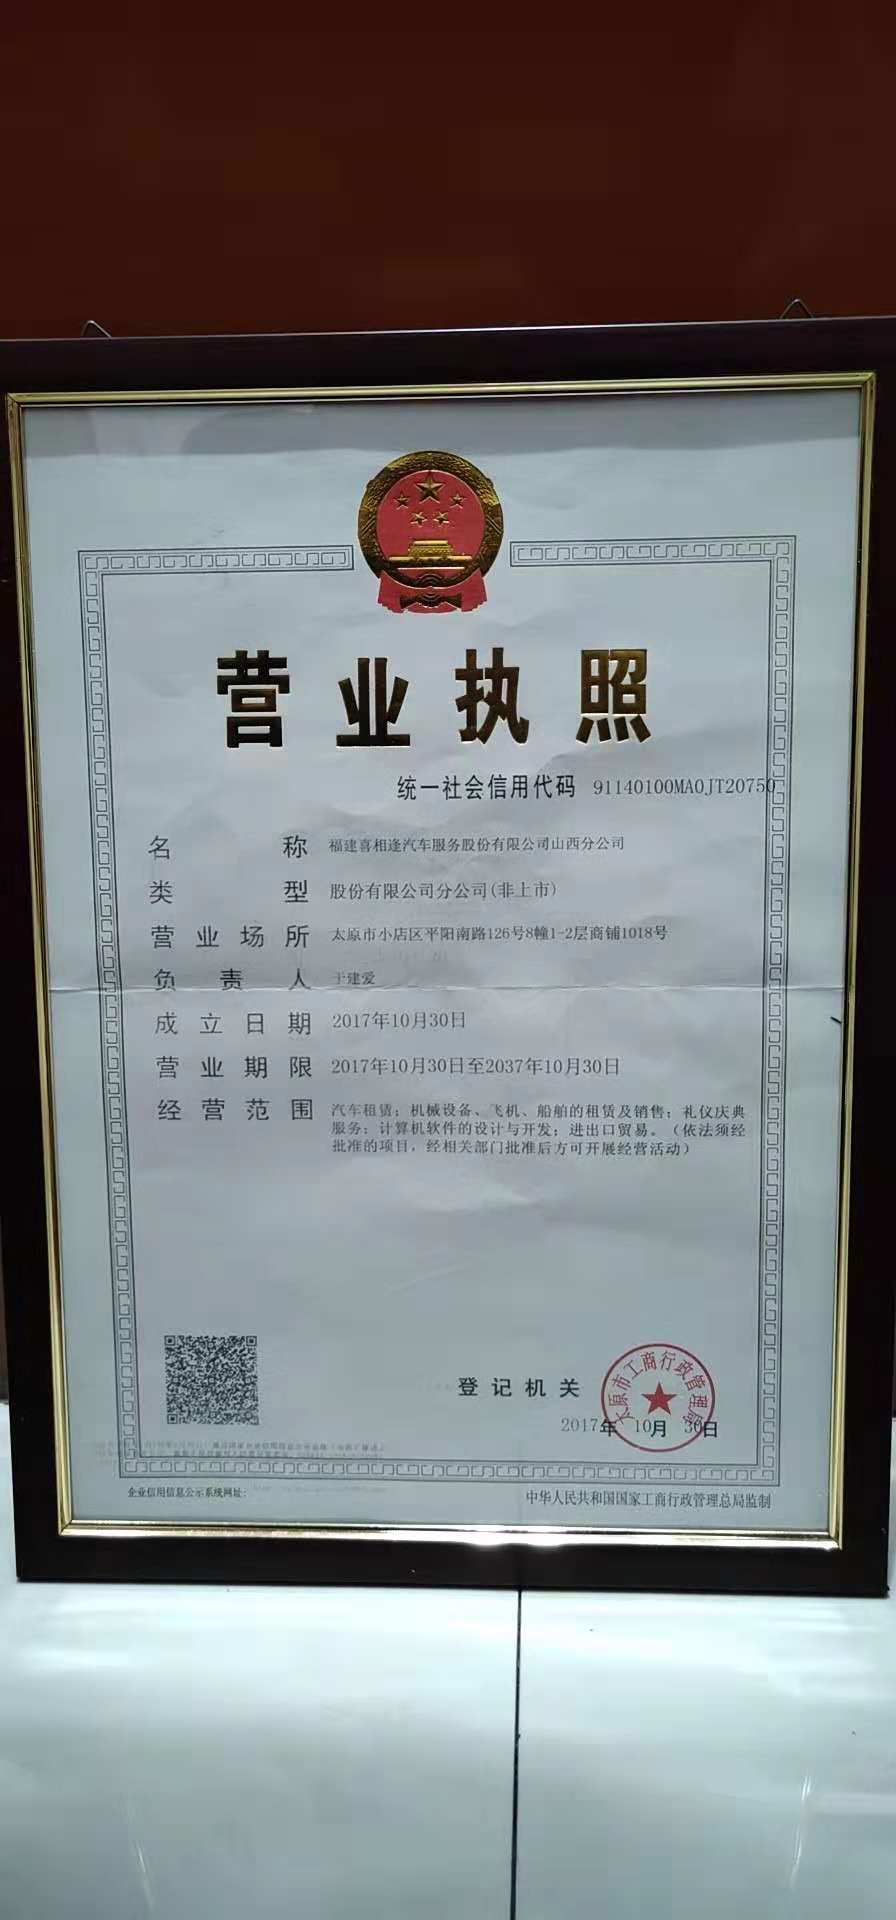 营业执照
统一社会信用代码 91140100MA0JT20750
名称 福建喜相逢汽车服务股份有限公司山西分公司
类型 股份有限公司分公司(非上市)
营业场所 太原市小店区平阳南路126号8幢1-2层商铺1018号
负责人 于建爱
成立日期 2017年10月30日
营业期限 2017年10月30日至2037年10月30日
经营范围 汽车租赁；机械设备、飞机、船舶的租赁及销售；礼仪庆典
服务；计算机软件的设计与开发；进出口贸易。（依法须经
批准的项目，经相关部门批准后方可开展经营活动）
太原市工商行政管理
登记机关
2017年 10月 30日
企业信用信息公示系统网址：
中华人民共和国国家工商行政管理总局监制